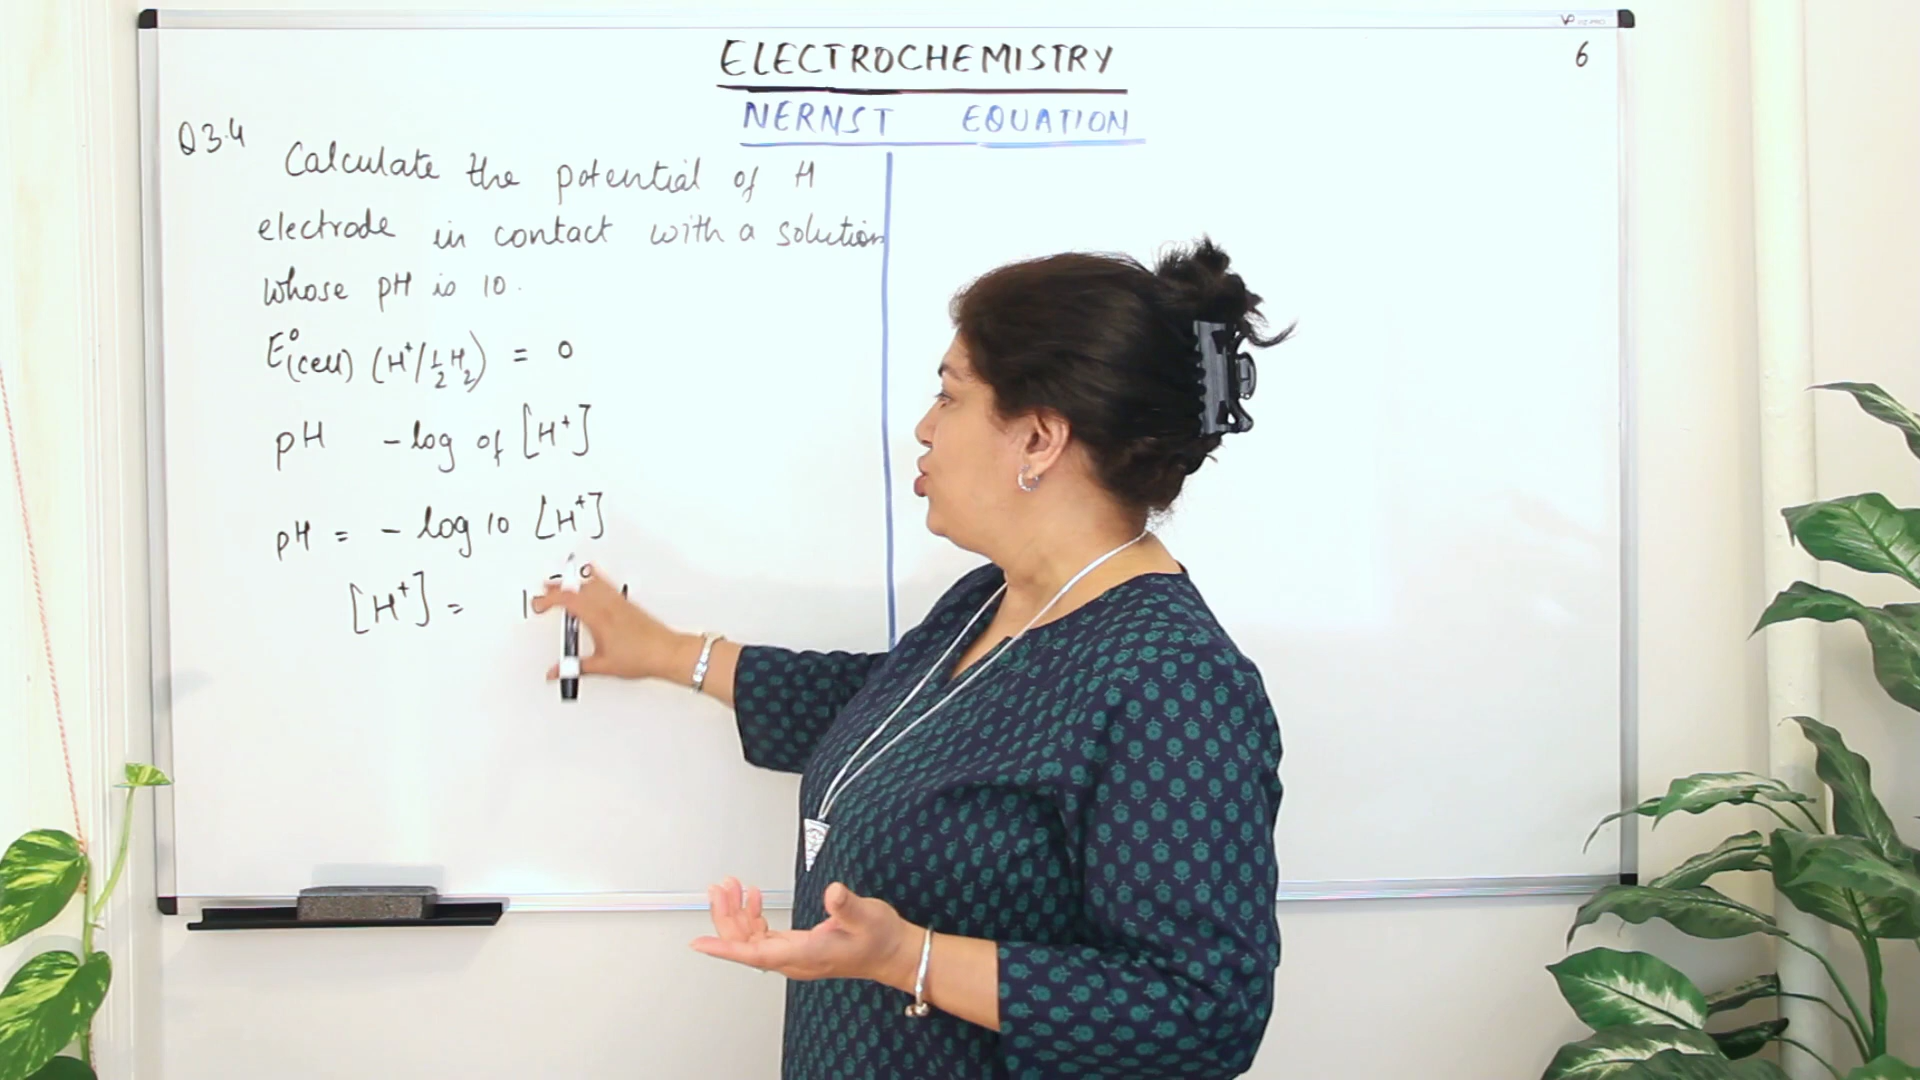 ELECTROCHEMISTRY
6
NERNST EQUATION
Q3.4
Calculate the potential of H
electrode in contact with a solution
whose pH is 10.
E°(cell) (H⁺/½H₂) = 0
pH -log of [H⁺]
pH = - log 10 [H⁺]
[H⁺] =